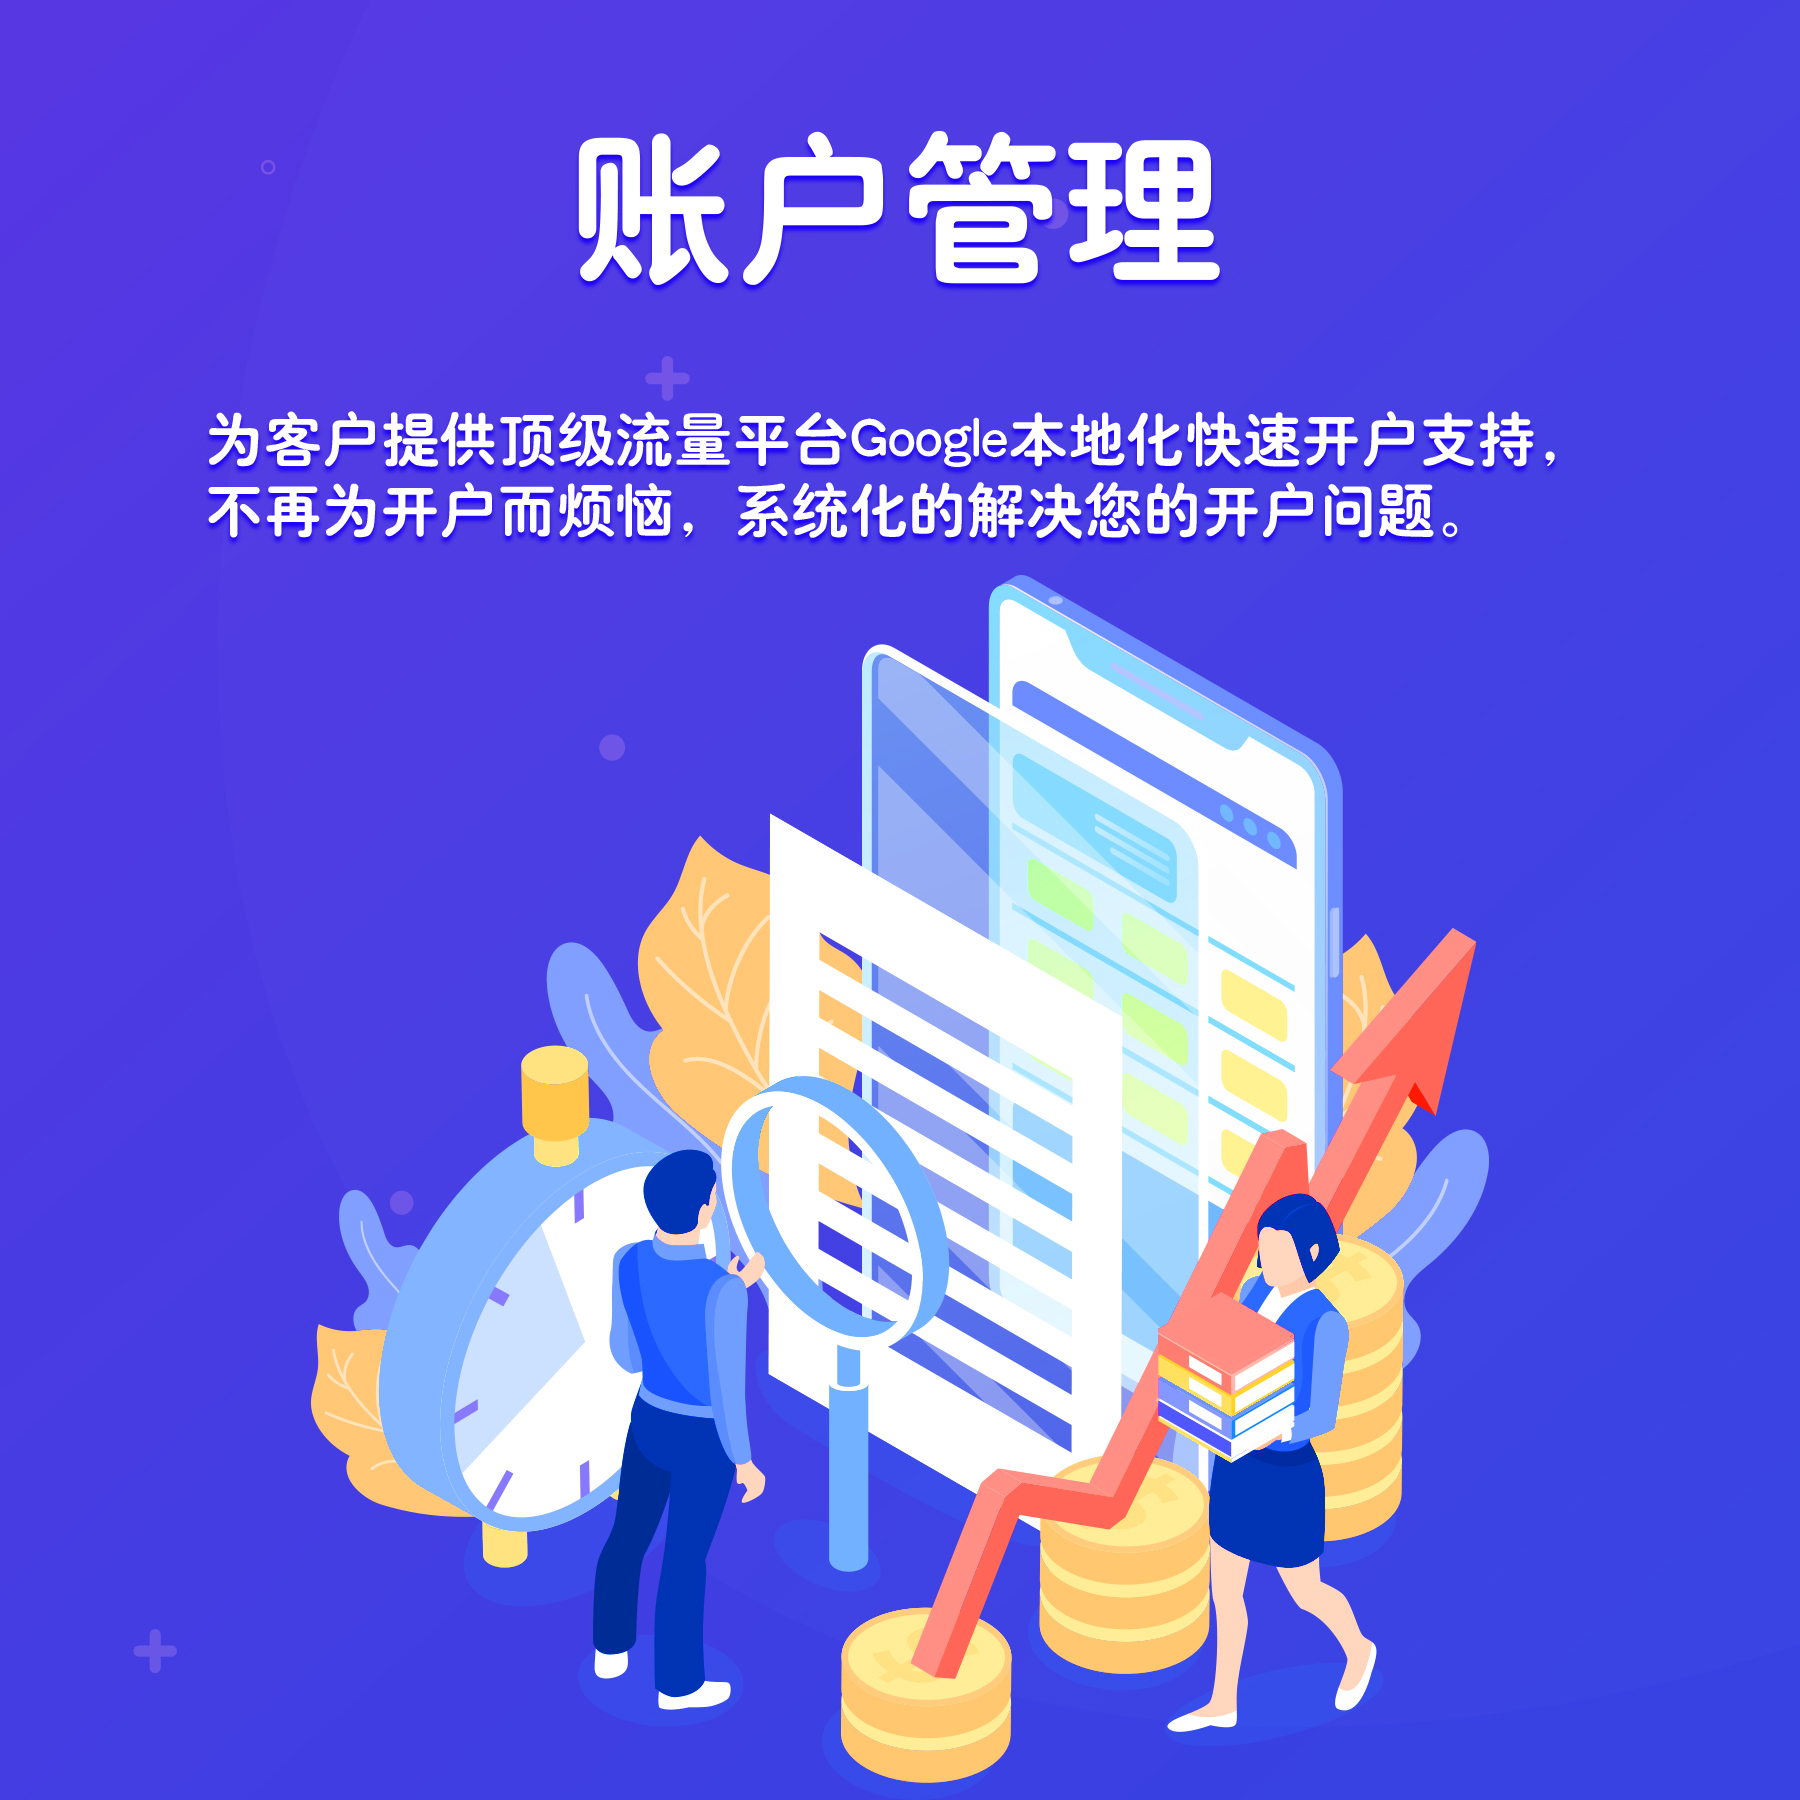 账户管理
为客户提供顶级流量平台Google本地化快速开户支持，
不再为开户而烦恼，系统化的解决您的开户问题。